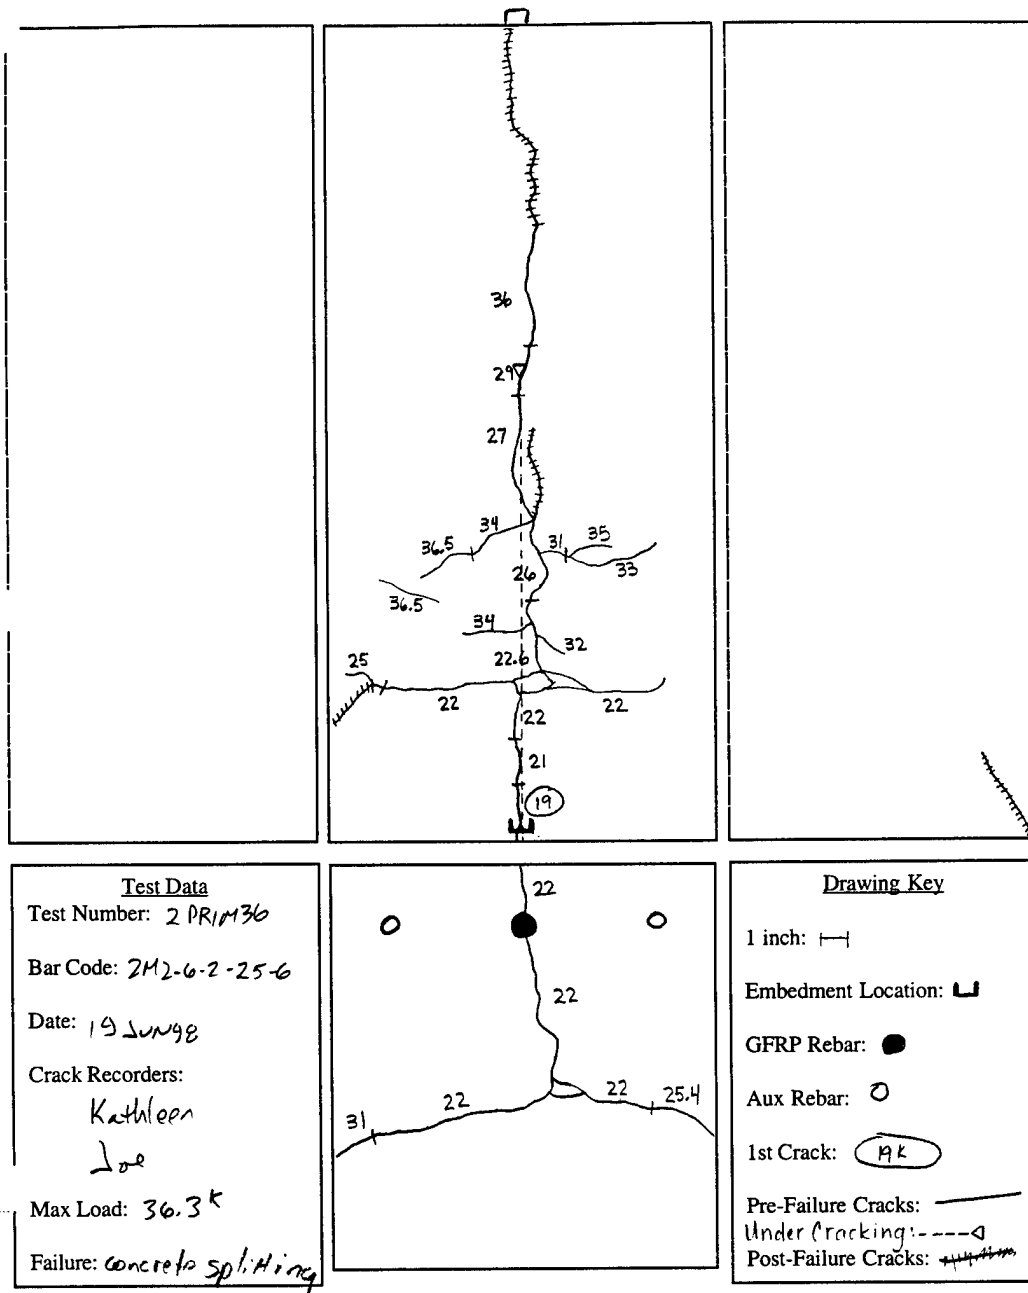 36
29
27
34
36.5
31
35
33
26
36.5
34
32
22.6
25
22
22
22
21
19
Test Data
Test Number: 2 PRIM36
Bar Code: 2M2-6-2-25-6
Date: 19 JUN98
Crack Recorders:
Kathleen
Joe
Max Load: 36.3 K
Failure: concrete splitting
22
22
22
22
25.4
31
Drawing Key
1 inch:
Embedment Location:
GFRP Rebar:
Aux Rebar:
1st Crack: 19K
Pre-Failure Cracks:
Under Cracking:
Post-Failure Cracks: